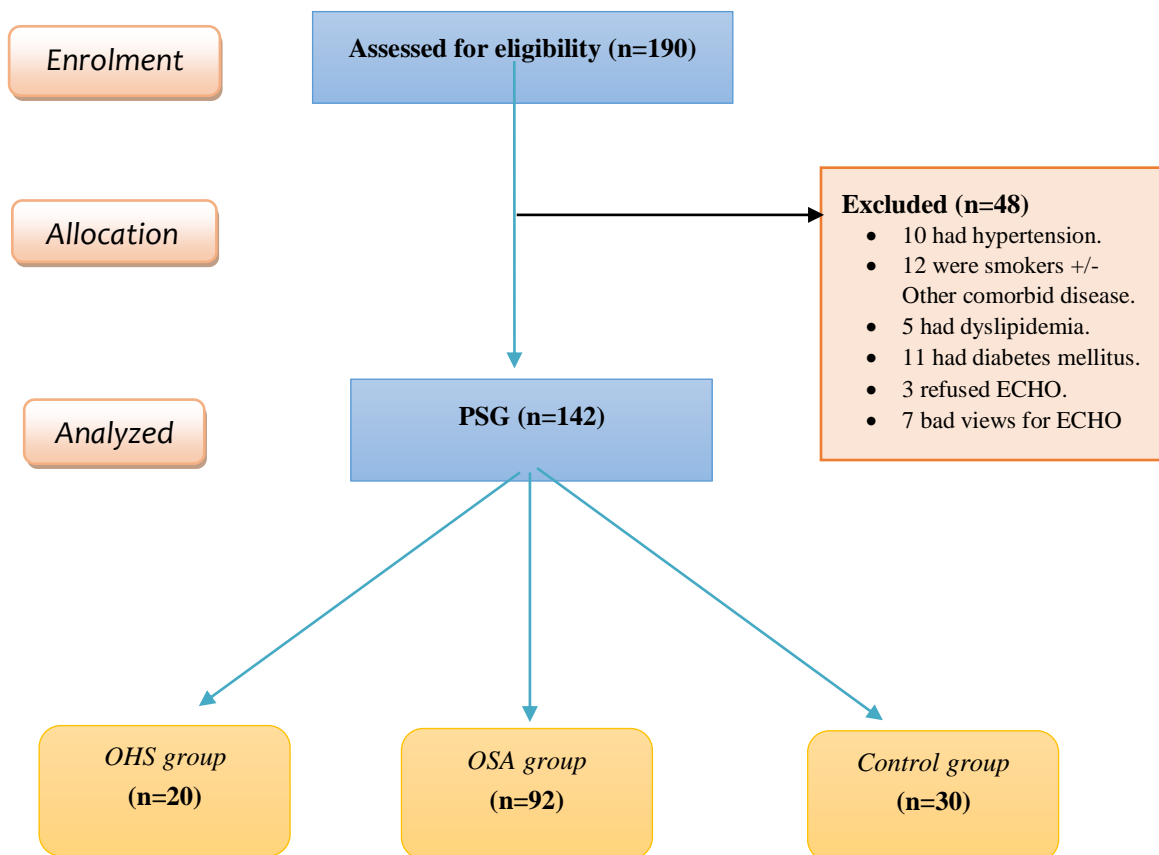 Enrolment
Assessed for eligibility (n=190)
Allocation
Excluded (n=48)
• 10 had hypertension.
• 12 were smokers +/-
Other comorbid disease.
• 5 had dyslipidemia.
• 11 had diabetes mellitus.
• 3 refused ECHO.
• 7 bad views for ECHO
Analyzed
PSG (n=142)
OHS group
(n=20)
OSA group
(n=92)
Control group
(n=30)